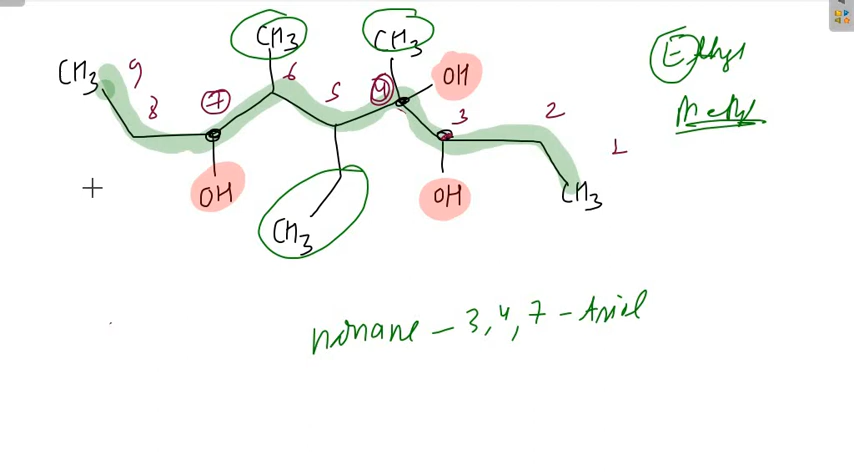 CH3 CH3 Ethyl
CH3 9 6 OH Methyl
8 7 5 4 3 2 1
OH OH CH3
CH3
nonane - 3, 4, 7 - triol